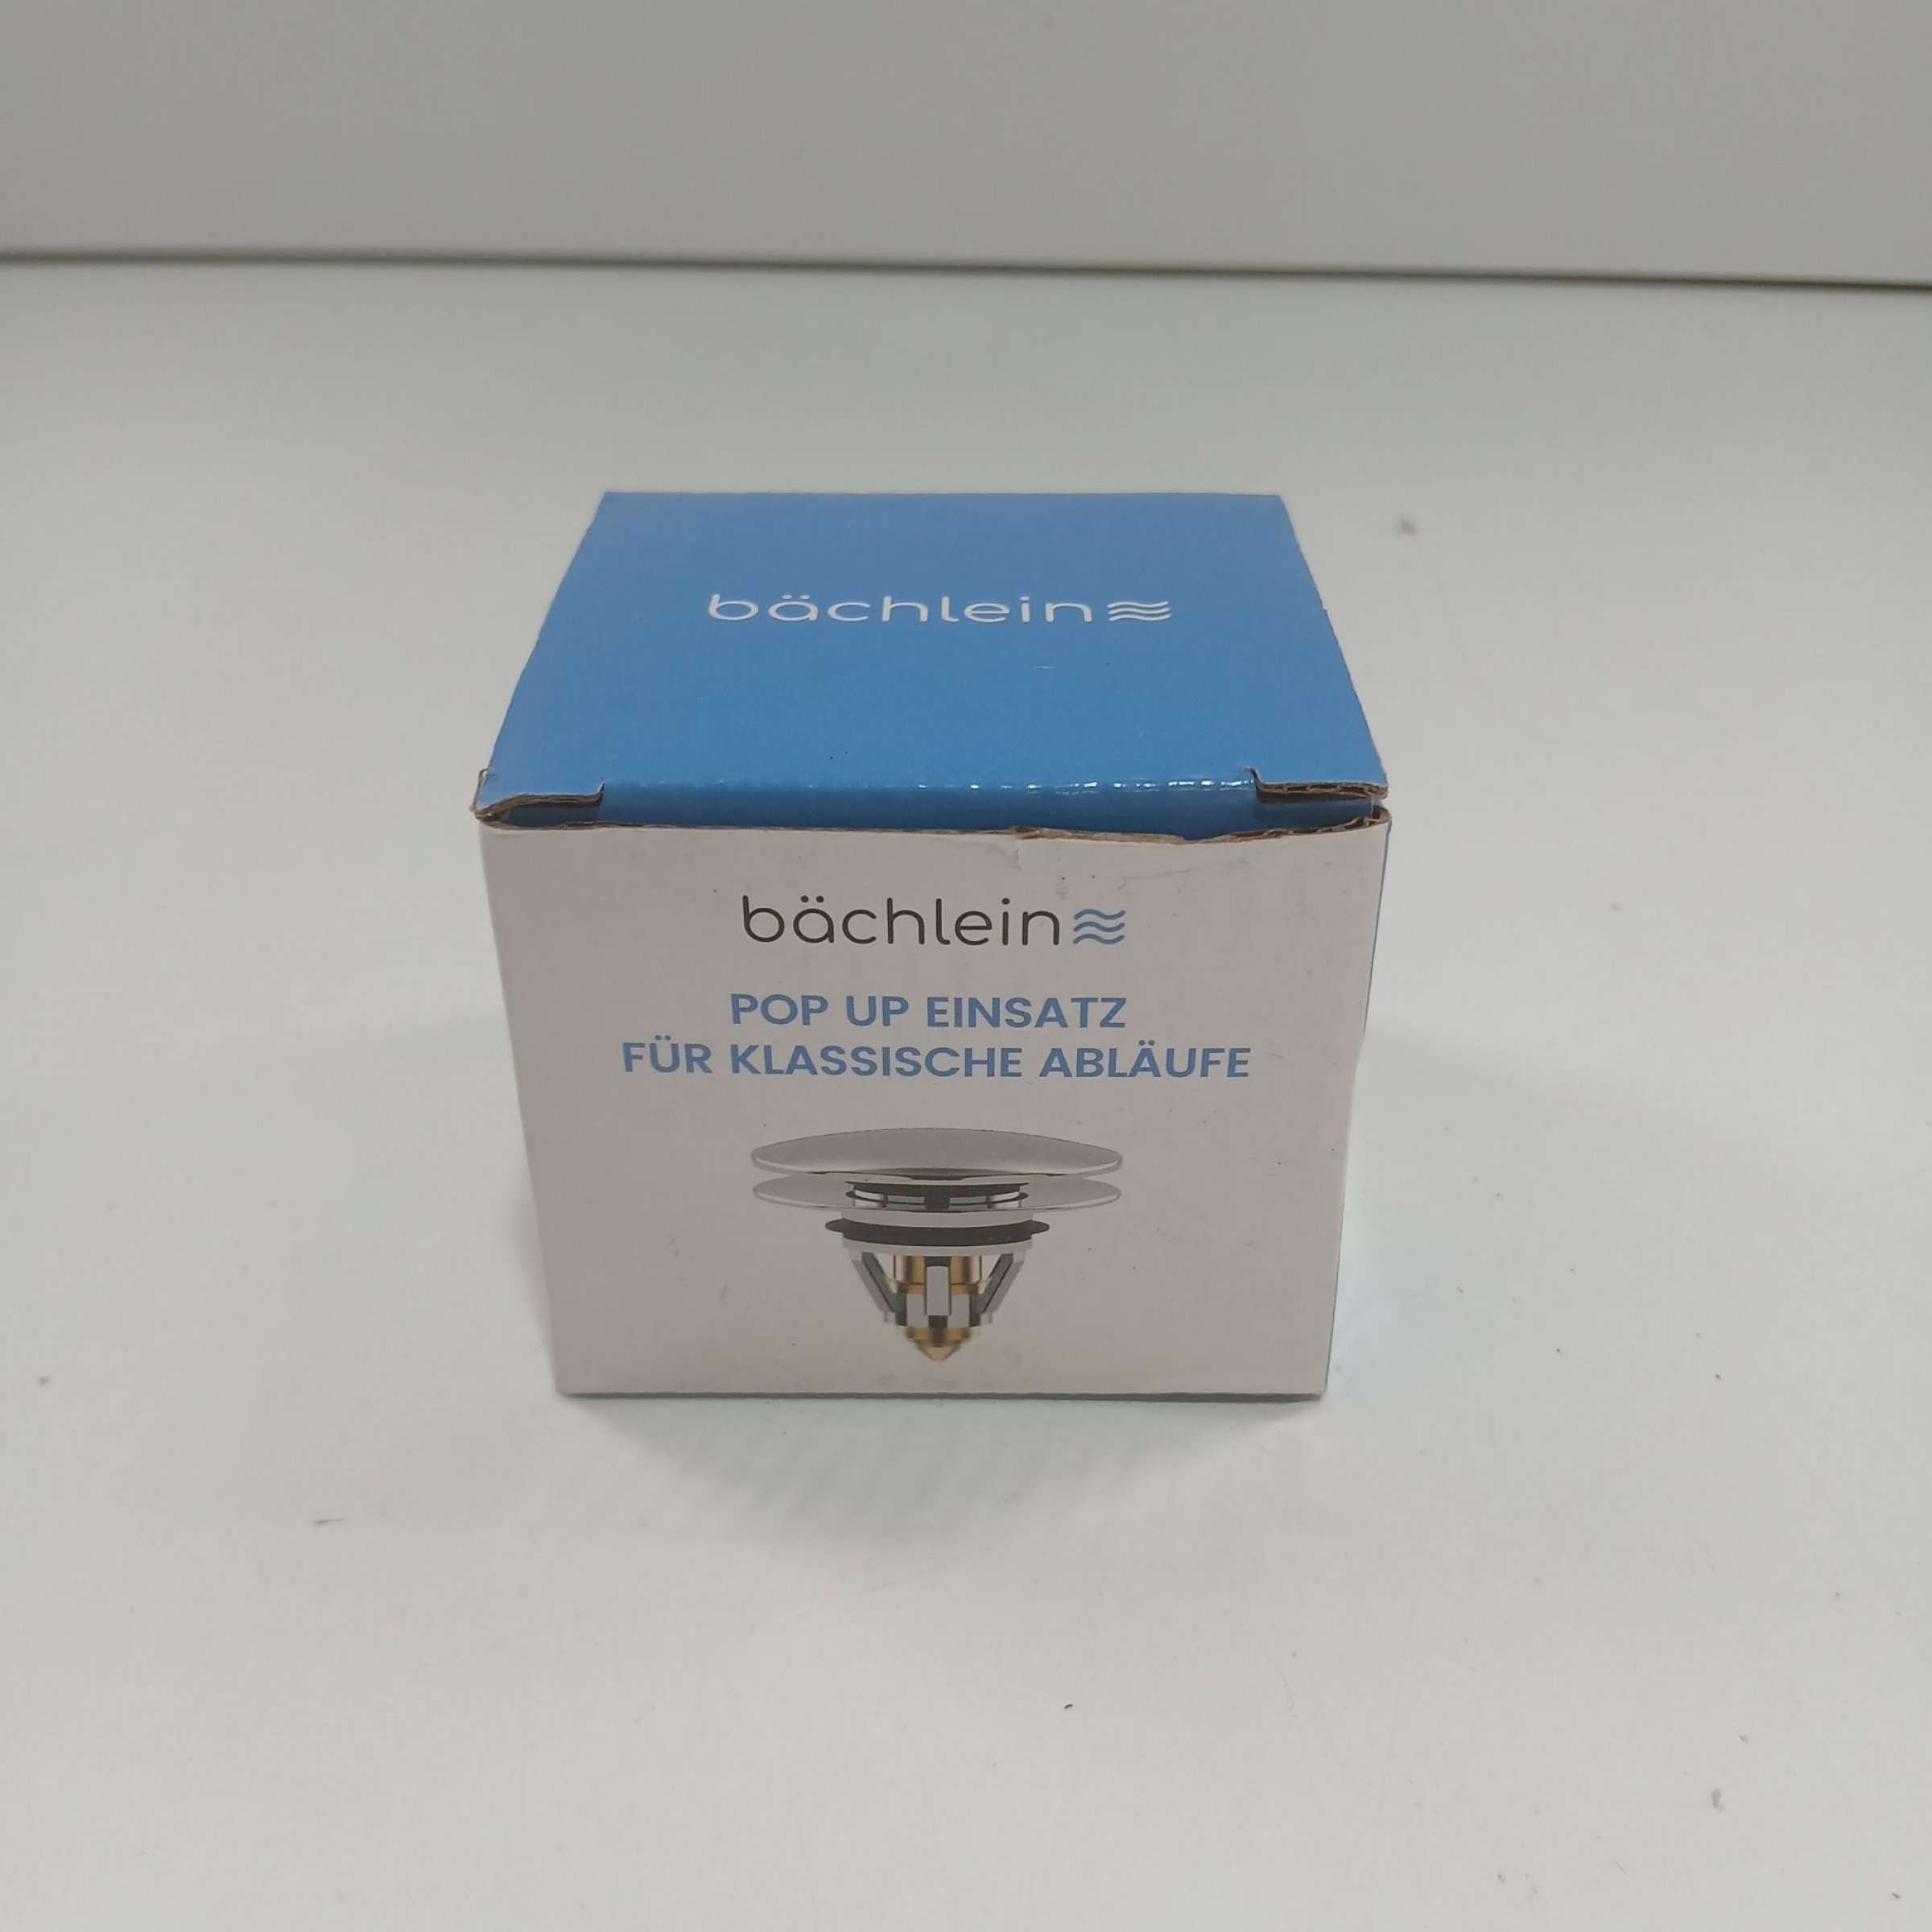 bächlein
bächlein
POP UP EINSATZ
FÜR KLASSISCHE ABLÄUFE